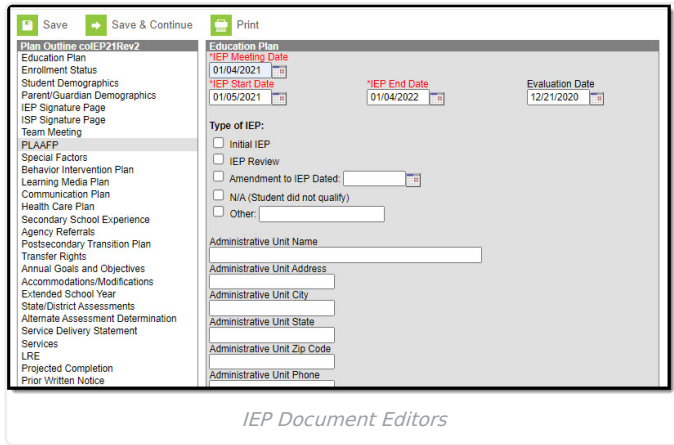 Save Save & Continue Print
Plan Outline coIEP21Rev2
Education Plan
Enrollment Status
Student Demographics
Parent/Guardian Demographics
IEP Signature Page
ISP Signature Page
Team Meeting
PLAAFP
Special Factors
Behavior Intervention Plan
Learning Media Plan
Communication Plan
Health Care Plan
Secondary School Experience
Agency Referrals
Postsecondary Transition Plan
Transfer Rights
Annual Goals and Objectives
Accommodations/Modifications
Extended School Year
State/District Assessments
Alternate Assessment Determination
Service Delivery Statement
Services
LRE
Projected Completion
Prior Written Notice
Education Plan
*IEP Meeting Date
01/04/2021
*IEP Start Date *IEP End Date Evaluation Date
01/05/2021 01/04/2022 12/21/2020
Type of IEP:
Initial IEP
IEP Review
Amendment to IEP Dated:
N/A (Student did not qualify)
Other:
Administrative Unit Name
Administrative Unit Address
Administrative Unit City
Administrative Unit State
Administrative Unit Zip Code
Administrative Unit Phone
IEP Document Editors